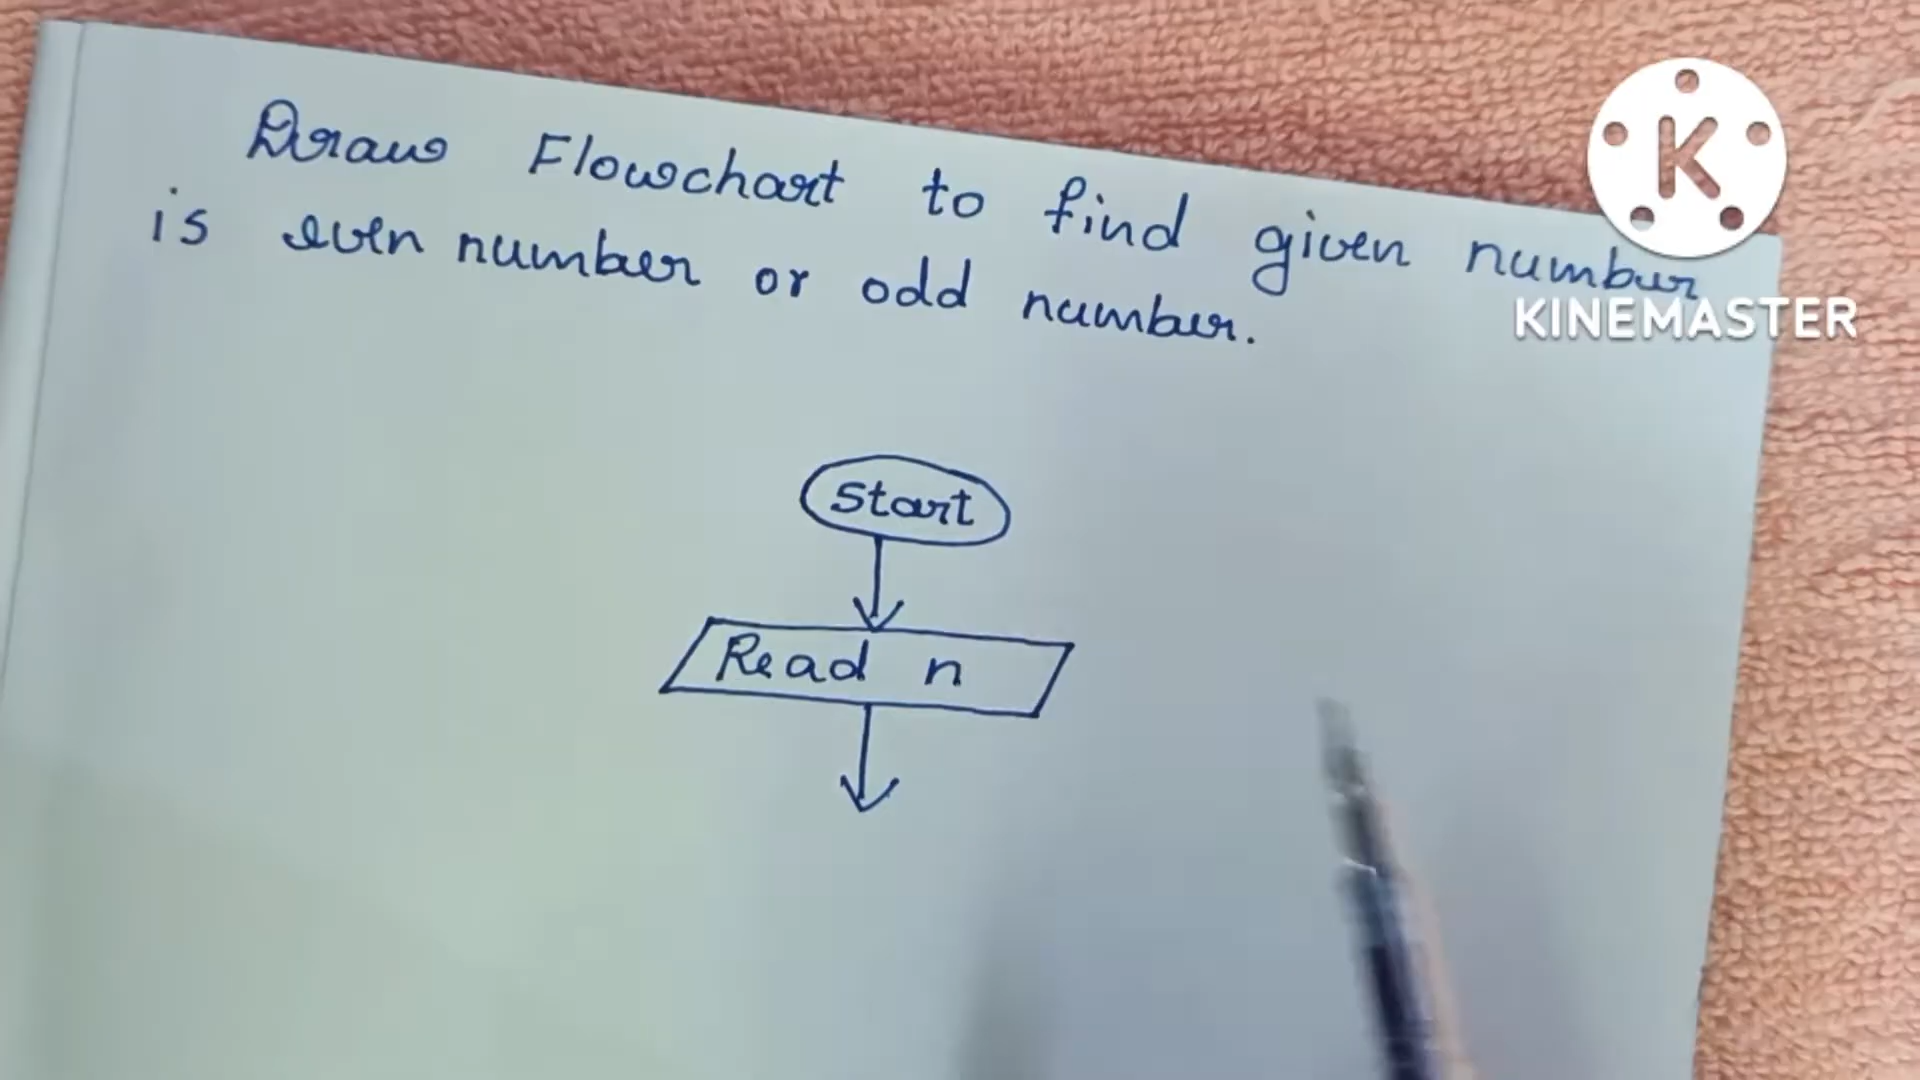 Draw Flowchart to find given number
is even number or odd number.
K
KINEMASTER
Start
Read n